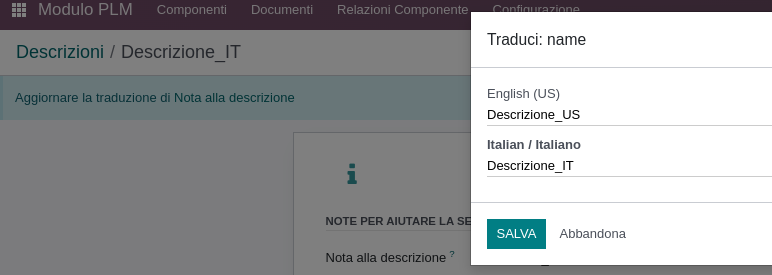 Modulo PLM Componenti Documenti Relazioni Componente Configurazione
Descrizioni / Descrizione_IT
Aggiornare la traduzione di Nota alla descrizione
NOTE PER AIUTARE LA SE
Nota alla descrizione ?
Traduci: name
English (US)
Descrizione_US
Italian / Italiano
Descrizione_IT
SALVA Abbandona